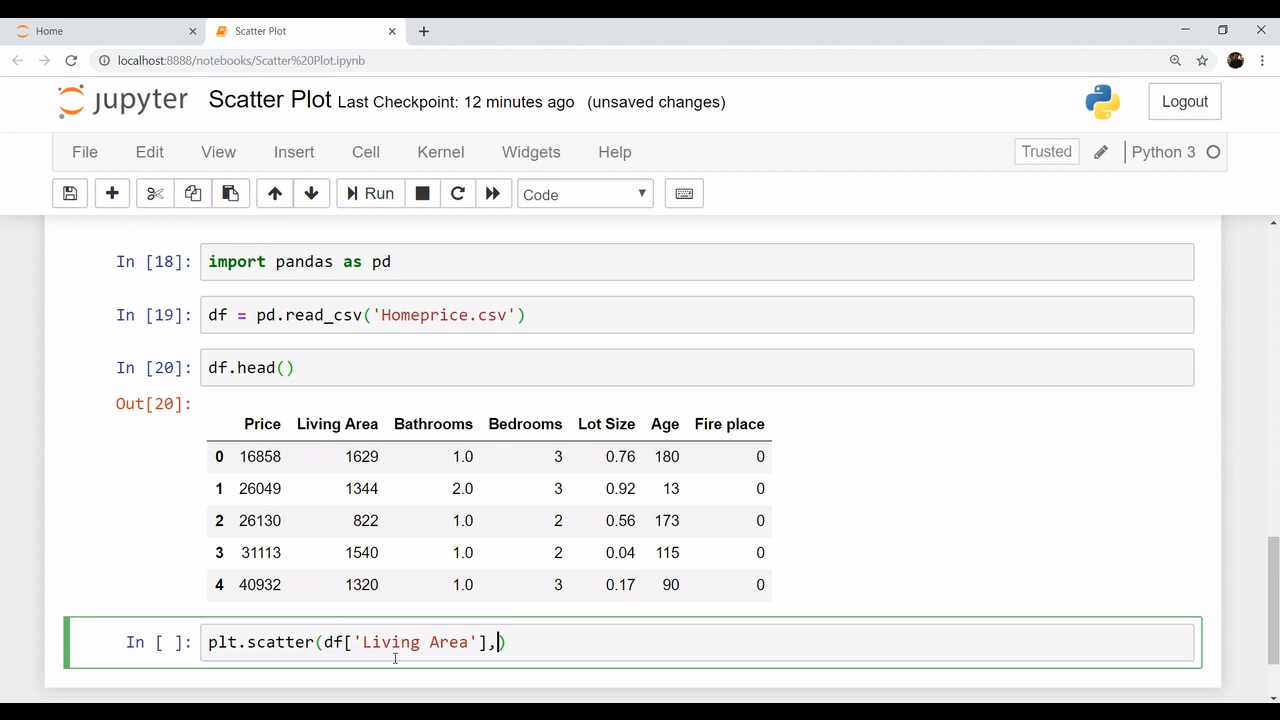 Home
Scatter Plot
localhost:8888/notebooks/Scatter%20Plot.ipynb
jupyter Scatter Plot Last Checkpoint: 12 minutes ago (unsaved changes)
Logout
File Edit View Insert Cell Kernel Widgets Help Trusted Python 3
Run Code
In [18]: import pandas as pd
In [19]: df = pd.read_csv('Homeprice.csv')
In [20]: df.head()
Out[20]:
Price Living Area Bathrooms Bedrooms Lot Size Age Fire place
0 16858 1629 1.0 3 0.76 180 0
1 26049 1344 2.0 3 0.92 13 0
2 26130 822 1.0 2 0.56 173 0
3 31113 1540 1.0 2 0.04 115 0
4 40932 1320 1.0 3 0.17 90 0
In [ ]: plt.scatter(df['Living Area'],)